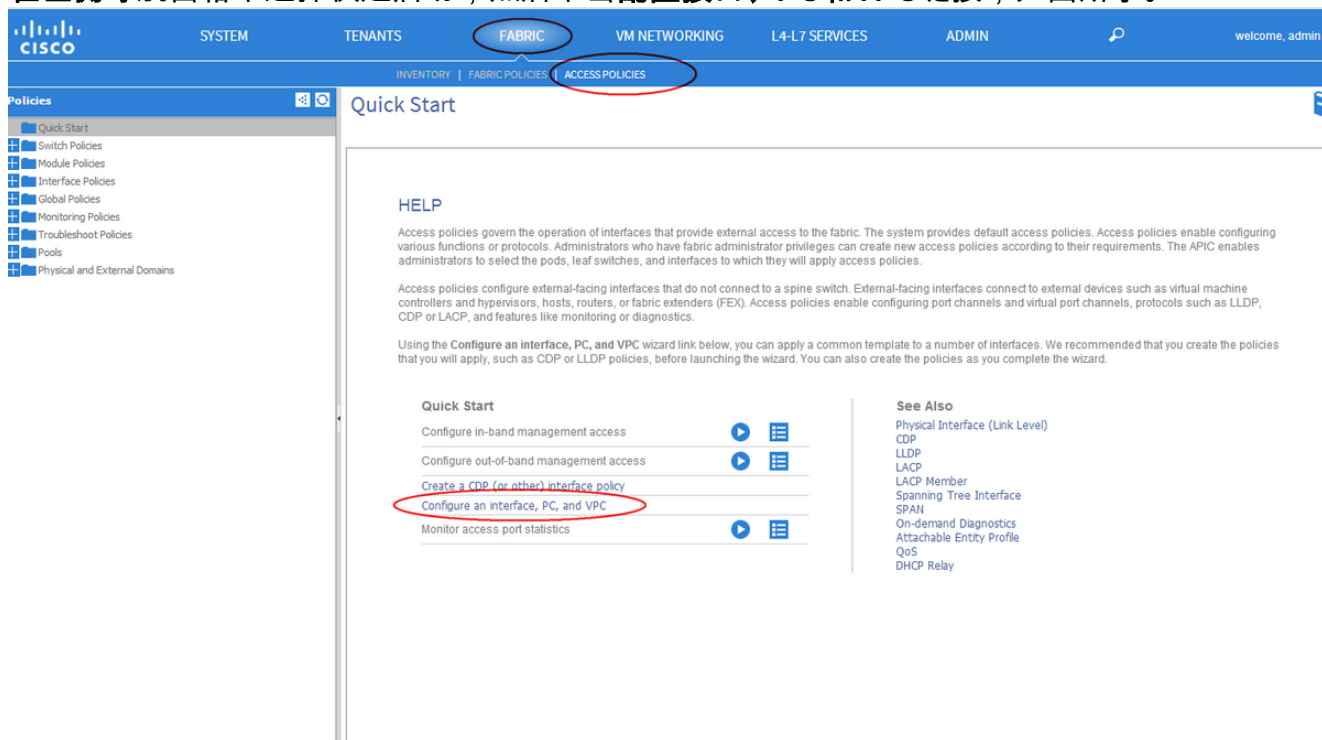 CISCO
SYSTEM
TENANTS
FABRIC
VM NETWORKING
L4-L7 SERVICES
ADMIN
welcome, admin
INVENTORY | FABRIC POLICIES | ACCESS POLICIES
Policies
Quick Start
Switch Policies
Module Policies
Interface Policies
Global Policies
Monitoring Policies
Troubleshoot Policies
Pools
Physical and External Domains
Quick Start
HELP
Access policies govern the operation of interfaces that provide external access to the fabric. The system provides default access policies. Access policies enable configuring
various functions or protocols. Administrators who have fabric administrator privileges can create new access policies according to their requirements. The APIC enables
administrators to select the pods, leaf switches, and interfaces to which they will apply access policies.
Access policies configure external-facing interfaces that do not connect to a spine switch. External-facing interfaces connect to external devices such as virtual machine
controllers and hypervisors, hosts, routers, or fabric extenders (FEX). Access policies enable configuring port channels and virtual port channels, protocols such as LLDP,
CDP or LACP, and features like monitoring or diagnostics.
Using the Configure an interface, PC, and VPC wizard link below, you can apply a common template to a number of interfaces. We recommended that you create the policies
that you will apply, such as CDP or LLDP policies, before launching the wizard. You can also create the policies as you complete the wizard.
Quick Start
Configure in-band management access
Configure out-of-band management access
Create a CDP (or other) interface policy
Configure an interface, PC, and VPC
Monitor access port statistics
See Also
Physical Interface (Link Level)
CDP
LLDP
LACP
LACP Member
Spanning Tree Interface
SPAN
On-demand Diagnostics
Attachable Entity Profile
QoS
DHCP Relay